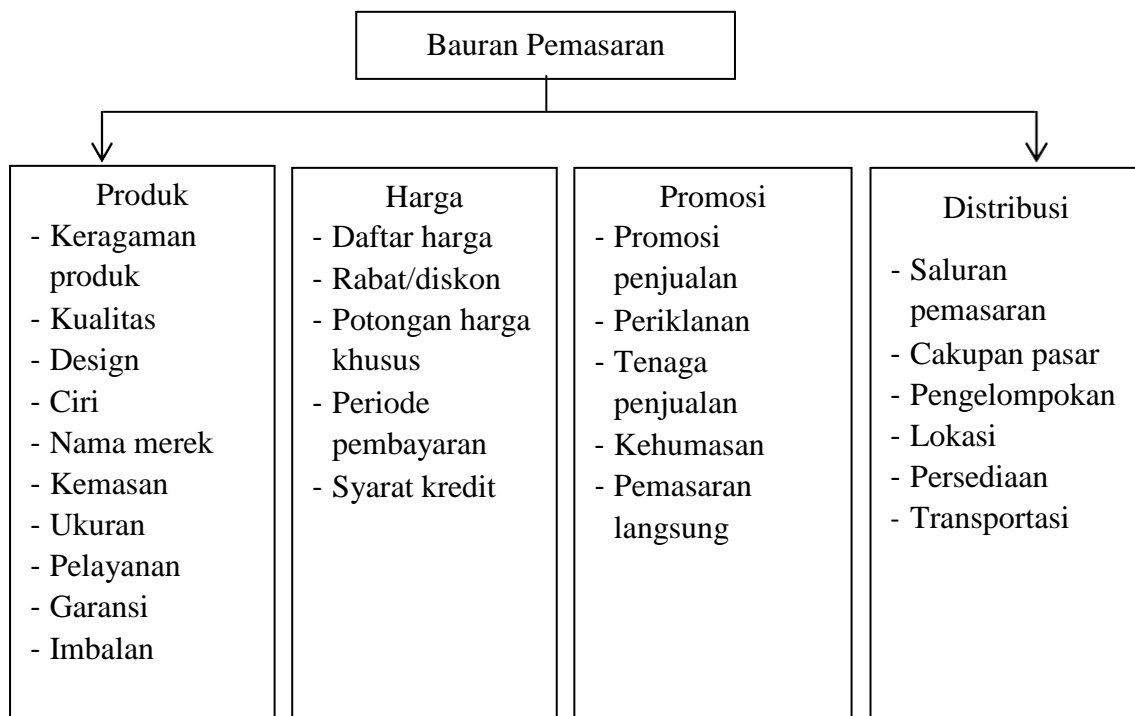 Bauran Pemasaran
Produk
- Keragaman
produk
- Kualitas
- Design
- Ciri
- Nama merek
- Kemasan
- Ukuran
- Pelayanan
- Garansi
- Imbalan
Harga
- Daftar harga
- Rabat/diskon
- Potongan harga
khusus
- Periode
pembayaran
- Syarat kredit
Promosi
- Promosi
penjualan
- Periklanan
- Tenaga
penjualan
- Kehumasan
- Pemasaran
langsung
Distribusi
- Saluran
pemasaran
- Cakupan pasar
- Pengelompokan
- Lokasi
- Persediaan
- Transportasi